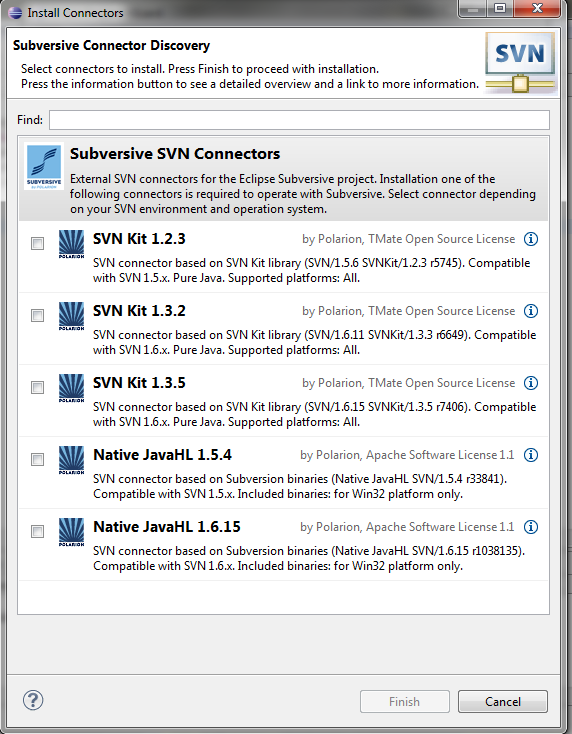 Install Connectors
Subversive Connector Discovery
Select connectors to install. Press Finish to proceed with installation.
Press the information button to see a detailed overview and a link to more information.
SVN
Find:
SUBVERSIVE
BY POLARION
Subversive SVN Connectors
External SVN connectors for the Eclipse Subversive project. Installation one of the
following connectors is required to operate with Subversive. Select connector depending
on your SVN environment and operation system.
POLARION
SVN Kit 1.2.3
by Polarion, TMate Open Source License
SVN connector based on SVN Kit library (SVN/1.5.6 SVNKit/1.2.3 r5745). Compatible
with SVN 1.5.x. Pure Java. Supported platforms: All.
POLARION
SVN Kit 1.3.2
by Polarion, TMate Open Source License
SVN connector based on SVN Kit library (SVN/1.6.11 SVNKit/1.3.3 r6649). Compatible
with SVN 1.6.x. Pure Java. Supported platforms: All.
POLARION
SVN Kit 1.3.5
by Polarion, TMate Open Source License
SVN connector based on SVN Kit library (SVN/1.6.15 SVNKit/1.3.5 r7406). Compatible
with SVN 1.6.x. Pure Java. Supported platforms: All.
POLARION
Native JavaHL 1.5.4
by Polarion, Apache Software License 1.1
SVN connector based on Subversion binaries (Native JavaHL SVN/1.5.4 r33841).
Compatible with SVN 1.5.x. Included binaries: for Win32 platform only.
POLARION
Native JavaHL 1.6.15
by Polarion, Apache Software License 1.1
SVN connector based on Subversion binaries (Native JavaHL SVN/1.6.15 r1038135).
Compatible with SVN 1.6.x. Included binaries: for Win32 platform only.
Finish
Cancel